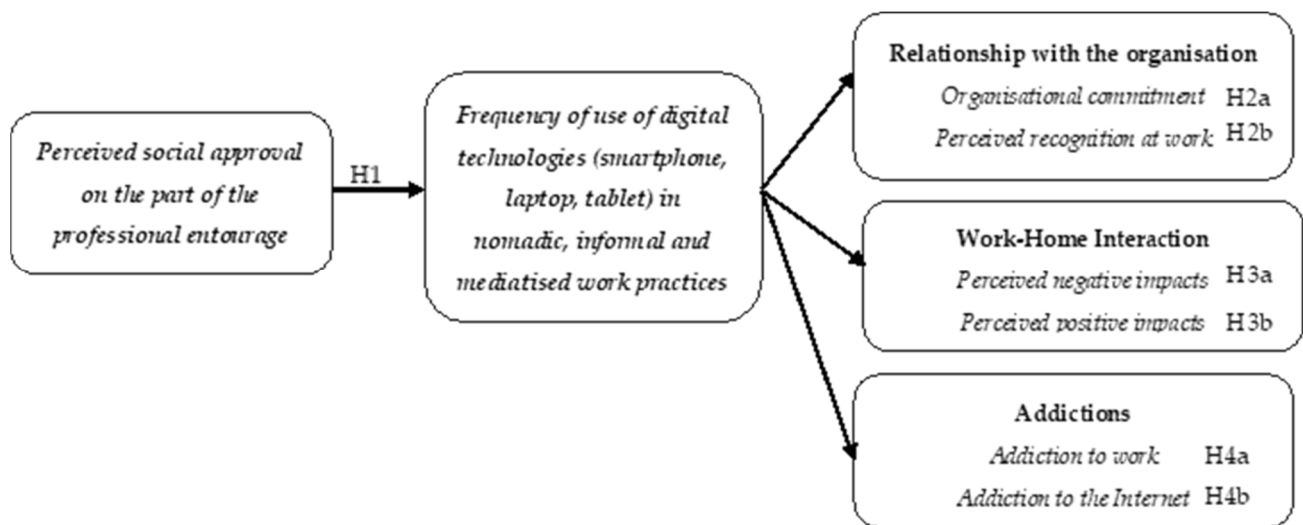 Perceived social approval
on the part of the
professional entourage
H1
Frequency of use of digital
technologies (smartphone,
laptop, tablet) in
nomadic, informal and
mediatised work practices
Relationship with the organisation
Organisational commitment H2a
Perceived recognition at work H2b
Work-Home Interaction
Perceived negative impacts H3a
Perceived positive impacts H3b
Addictions
Addiction to work H4a
Addiction to the Internet H4b